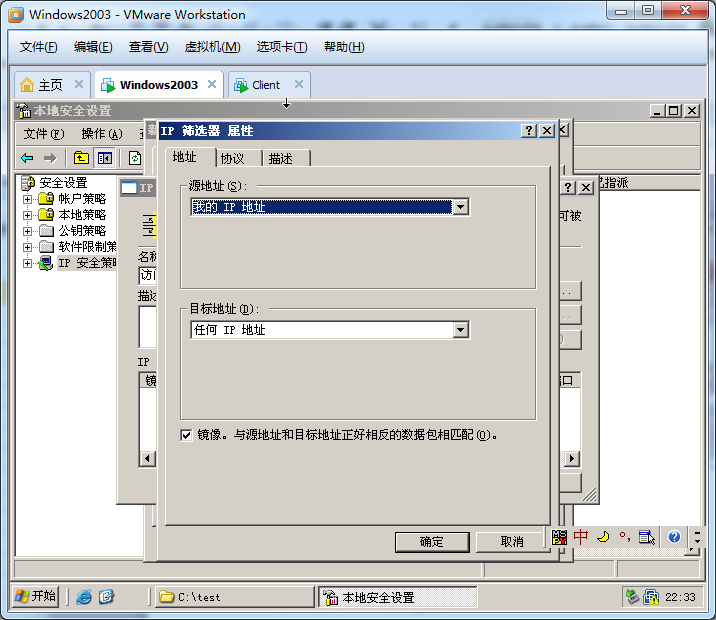 Windows2003 - VMware Workstation
文件(F) 编辑(E) 查看(V) 虚拟机(M) 选项卡(T) 帮助(H)
主页 Windows2003 Client
本地安全设置
文件(F) 操作(A)
IP 筛选器 属性
地址 协议 描述
安全设置
帐户策略
本地策略
公钥策略
软件限制策
IP 安全策略
IP
源地址(S):
我的 IP 地址
指派
可被
名称
访问
描述
目标地址(D):
任何 IP 地址
IP
镜
口
镜像。与源地址和目标地址正好相反的数据包相匹配(O)。
确定 取消
中
开始 C:\test 本地安全设置 22:33